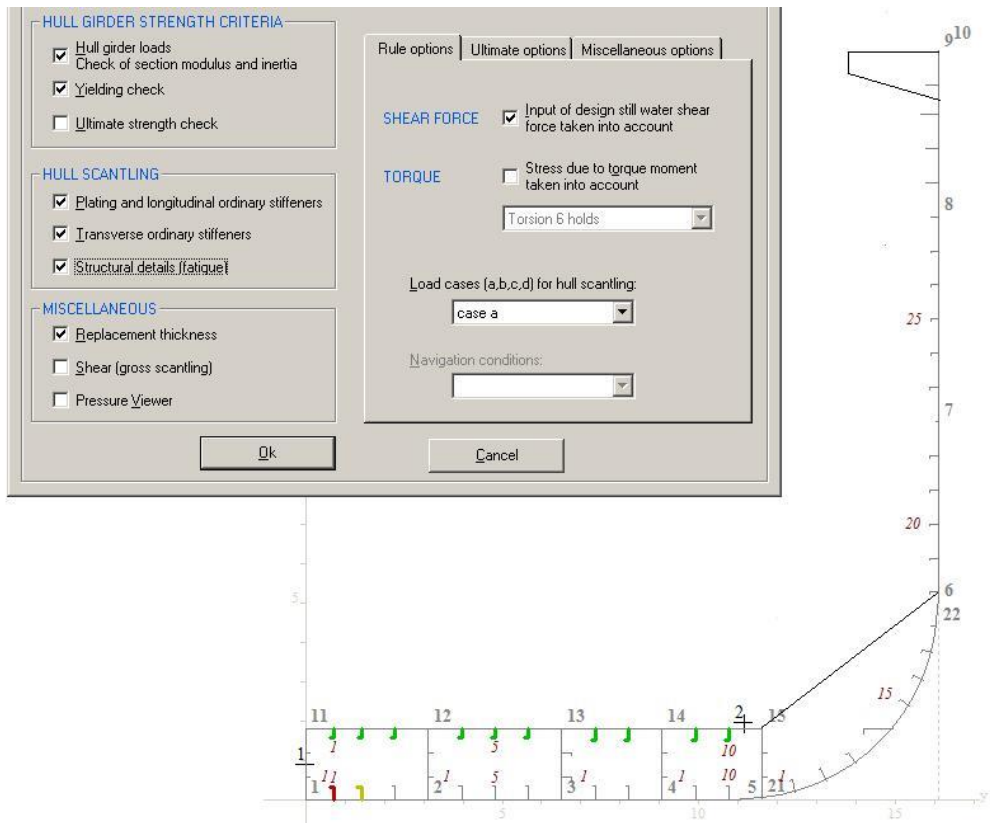 HULL GIRDER STRENGTH CRITERIA
Hull girder loads
Check of section modulus and inertia
Yielding check
Ultimate strength check
HULL SCANTLING
Plating and longitudinal ordinary stiffeners
Transverse ordinary stiffeners
Structural details (fatigue)
MISCELLANEOUS
Replacement thickness
Shear (gross scantling)
Pressure Viewer
Rule options Ultimate options Miscellaneous options
SHEAR FORCE
Input of design still water shear
force taken into account
TORQUE
Stress due to torque moment
taken into account
Torsion 6 holds
Load cases (a,b,c,d) for hull scantling:
case a
Navigation conditions:
Ok Cancel
9 10
8
25
7
20
6
22
5
15
11 12 13 14 2 15
1 5 10
1
11 1 5 1 1 10 1
1 2 3 4 5 21
5 10 15